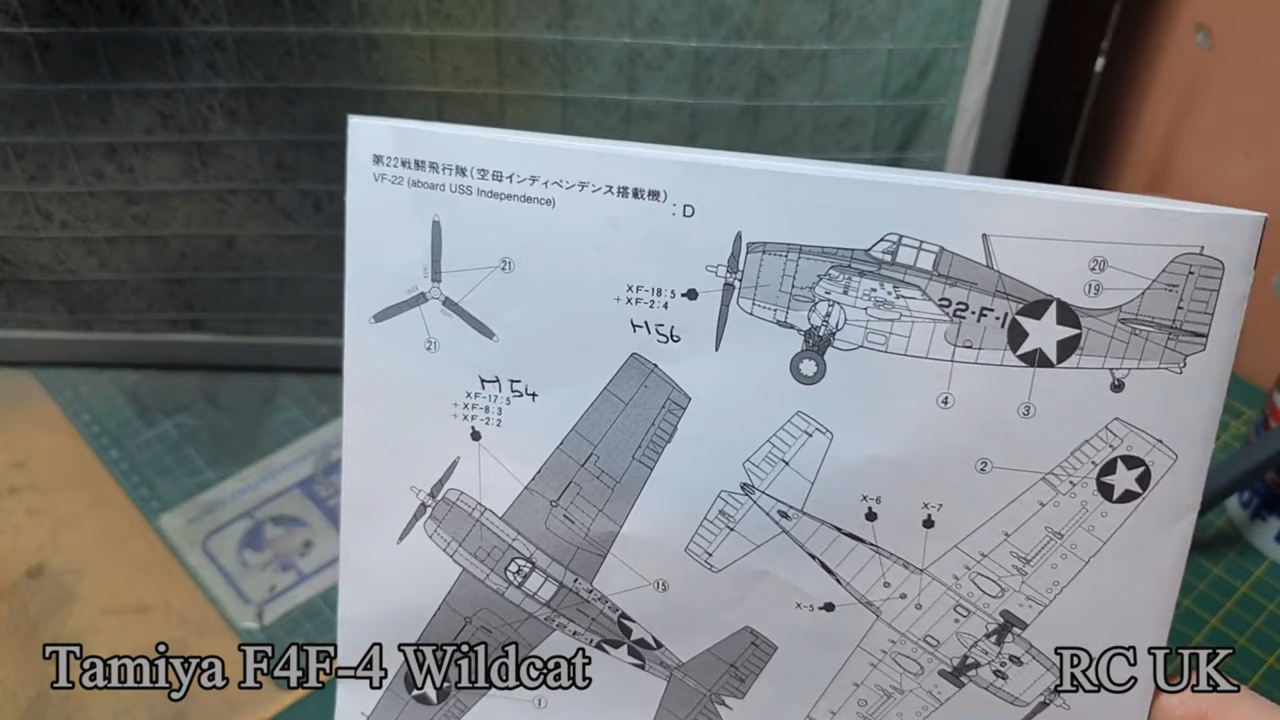 第22戦闘飛行隊(空母インディペンデンス搭載機)
VF-22 (aboard USS Independence)
: D
21
21
XF-18:5
+XF-2:4
H56
20
19
22-F-1
4
3
H54
XF-17:5
+XF-8:3
+XF-2:2
2
X-6
X-7
X-5
15
22-F-1
1
Tamiya F4F-4 Wildcat
RC UK